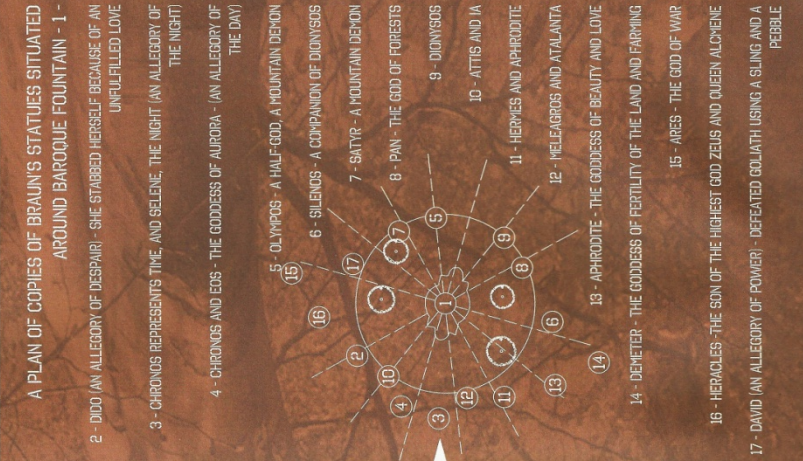 A PLAN OF COPIES OF BRAUN'S STATUES SITUATED
AROUND BAROQUE FOUNTAIN - 1 -
2 - DIDO (AN ALLEGORY OF DESPAIR) - SHE STABBED HERSELF BECAUSE OF AN
UNFULFILLED LOVE
3 - CHRONOS REPRESENTS TIME, AND SELENE, THE NIGHT (AN ALLEGORY OF
THE NIGHT)
4 - CHRONOS AND EOS - THE GODDESS OF AURORA - (AN ALLEGORY OF
THE DAY)
5 - OLYMPOS - A HALF-GOD, A MOUNTAIN DEMON
6 - SILENOS - A COMPANION OF DIONYSOS
7 - SATYR - A MOUNTAIN DEMON
8 - PAN - THE GOD OF FORESTS
9 - DIONYSOS
10 - ATTIS AND IA
11 - HERMES AND APHRODITE
12 - MELEAGROS AND ATALANTA
13 - APHRODITE - THE GODDESS OF BEAUTY AND LOVE
14 - DEMETER - THE GODDESS OF FERTILITY OF THE LAND AND FARMING
15 - ARES - THE GOD OF WAR
16 - HERACLES - THE SON OF THE HIGHEST GOD ZEUS AND QUEEN ALCMENE
17 - DAVID (AN ALLEGORY OF POWER) - DEFEATED GOLIATH USING A SLING AND A
PEBBLE
15
16
17
2
7
10
4
5
1
3
12
9
11
8
6
13
14